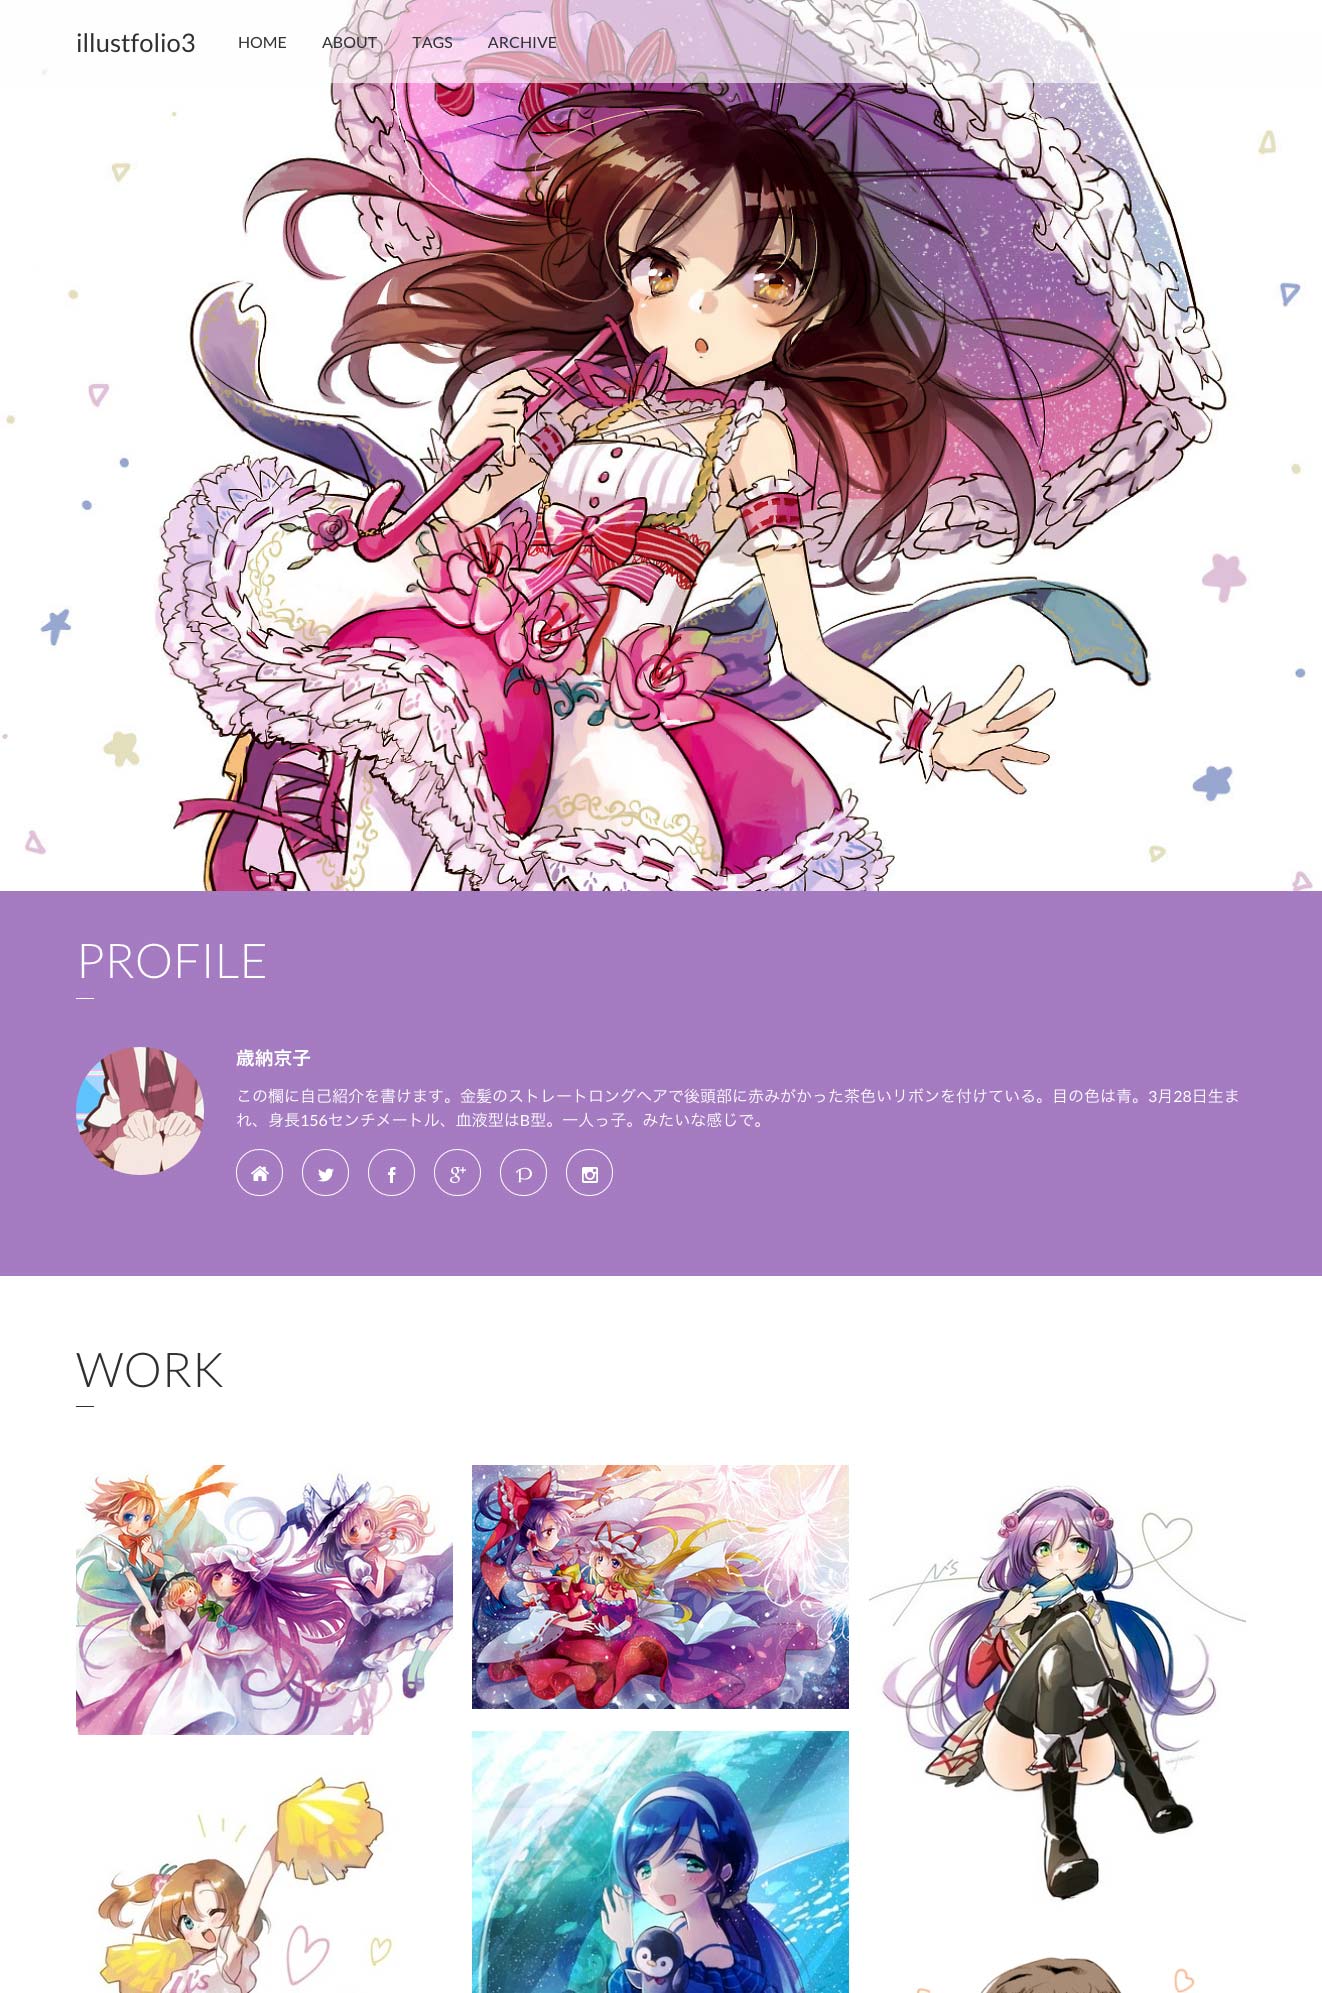 illustfolio3 HOME ABOUT TAGS ARCHIVE
PROFILE
歳納京子
この欄に自己紹介を書けます。金髪のストレートロングヘアで後頭部に赤みがかった茶色いリボンを付けている。目の色は青。3月28日生ま
れ、身長156センチメートル、血液型はB型。一人っ子。みたいな感じで。
WORK